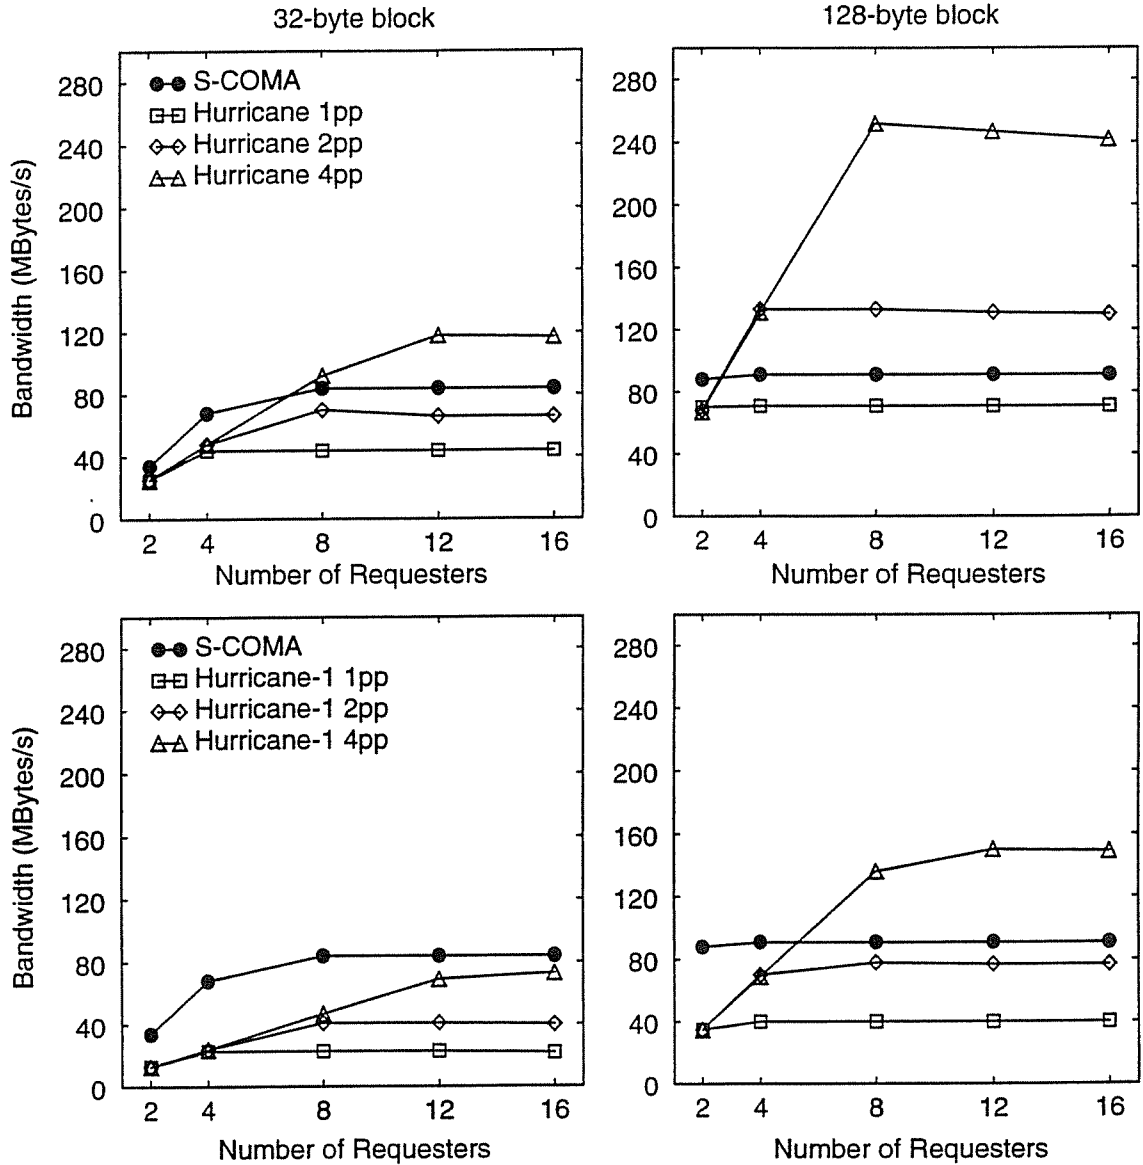 32-byte block
128-byte block
Bandwidth (MBytes/s)
280
240
200
160
120
80
40
0
S-COMA
Hurricane 1pp
Hurricane 2pp
Hurricane 4pp
2 4 8 12 16
Number of Requesters
280
240
200
160
120
80
40
0
2 4 8 12 16
Number of Requesters
Bandwidth (MBytes/s)
280
240
200
160
120
80
40
0
S-COMA
Hurricane-1 1pp
Hurricane-1 2pp
Hurricane-1 4pp
2 4 8 12 16
Number of Requesters
280
240
200
160
120
80
40
0
2 4 8 12 16
Number of Requesters